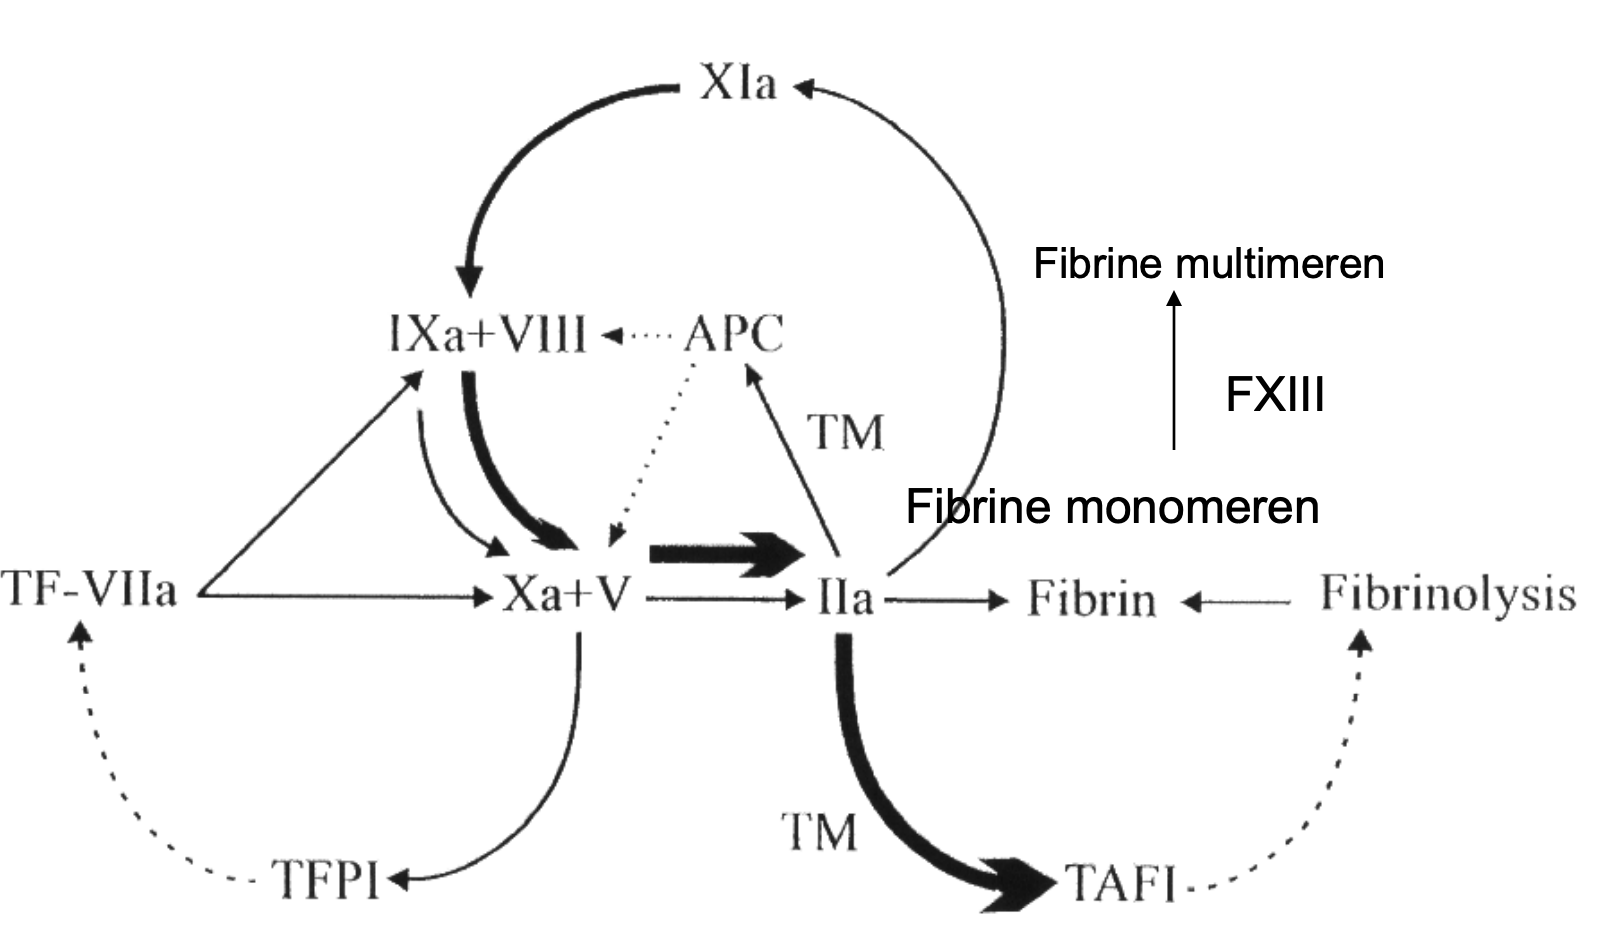 XIa
Fibrine multimeren
IXa+VIII
APC
FXIII
TM
Fibrine monomeren
TF-VIIa
Xa+V
IIa
Fibrin
Fibrinolysis
TM
TFPI
TAFI